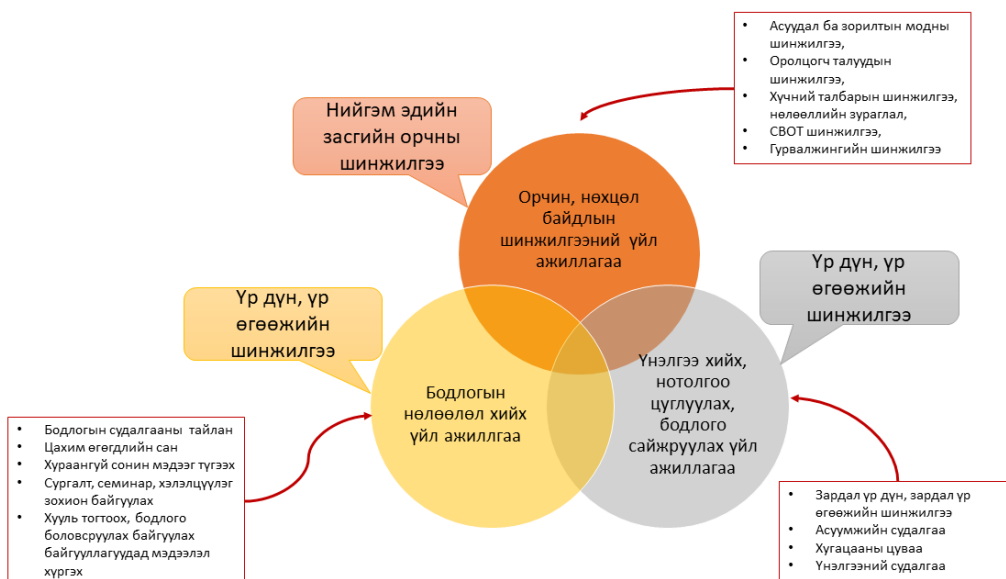 • Асуудал ба зорилтын модны
шинжилгээ,
• Оролцогч талуудын
шинжилгээ,
• Хүчний талбарын шинжилгээ,
нөлөөллийн зураглал,
• СВОТ шинжилгээ,
• Гурвалжингийн шинжилгээ
Нийгэм эдийн
засгийн орчны
шинжилгээ
Орчин, нөхцөл
байдлын
шинжилгээний үйл
ажиллагаа
Үр дүн, үр
өгөөжийн
шинжилгээ
Үр дүн, үр
өгөөжийн
шинжилгээ
Бодлогын
нөлөөлөл хийх
үйл ажиллгаа
Үнэлгээ хийх,
нотолгоо
цуглуулах,
бодлого
сайжруулах үйл
ажиллагаа
• Бодлогын судалгааны тайлан
• Цахим өгөгдлийн сан
• Хураангуй сонин мэдээг түгээх
• Сургалт, семинар, хэлэлцүүлэг
зохион байгуулах
• Хууль тогтоох, бодлого
боловсруулах байгуулах
байгууллагуудад мэдээлэл
хүргэх
• Зардал үр дүн, зардал үр
өгөөжийн шинжилгээ
• Асуумжийн судалгаа
• Хугацааны цуваа
• Үнэлгээний судалгаа